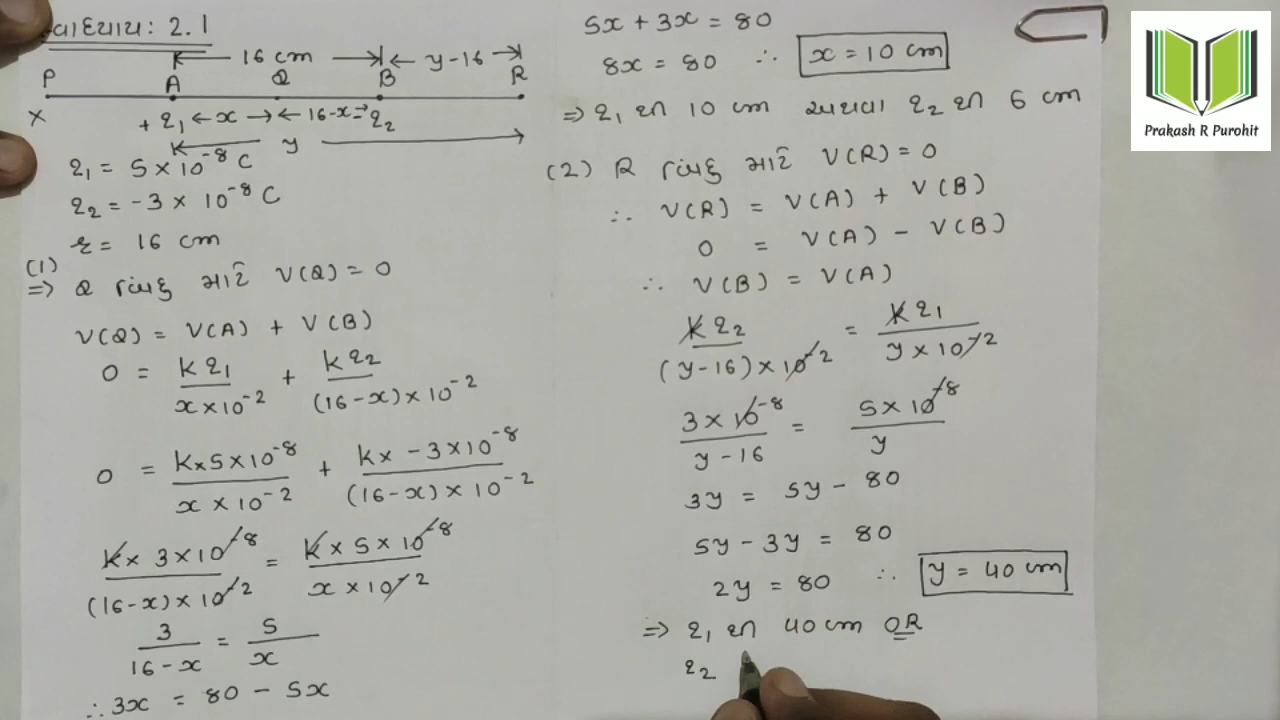 સ્વાધ્યાય: 2.1
16 cm y-16
P A Q B R
X + q₁ x 16-x q₂
y
q₁ = 5 × 10⁻⁸ C
q₂ = -3 × 10⁻⁸ C
r = 16 cm
(1)
⇒ Q બિંદુ માટે V(Q) = 0
V(Q) = V(A) + V(B)
0 = kq₁ / x × 10⁻² + kq₂ / (16-x) × 10⁻²
0 = k × 5 × 10⁻⁸ / x × 10⁻² + k × -3 × 10⁻⁸ / (16-x) × 10⁻²
k × 3 × 10⁻⁸ / (16-x) × 10⁻² = k × 5 × 10⁻⁸ / x × 10⁻²
3 / 16-x = 5 / x
∴ 3x = 80 - 5x
5x + 3x = 80
8x = 80 ∴ x = 10 cm
⇒ q₁ થી 10 cm અથવા q₂ થી 6 cm
(2) R બિંદુ માટે V(R) = 0
∴ V(R) = V(A) + V(B)
0 = V(A) - V(B)
∴ V(B) = V(A)
kq₂ / (y-16) × 10⁻² = kq₁ / y × 10⁻²
3 × 10⁻⁸ / y-16 = 5 × 10⁻⁸ / y
3y = 5y - 80
5y - 3y = 80
2y = 80 ∴ y = 40 cm
⇒ q₁ થી 40 cm OR
q₂
Prakash R Purohit